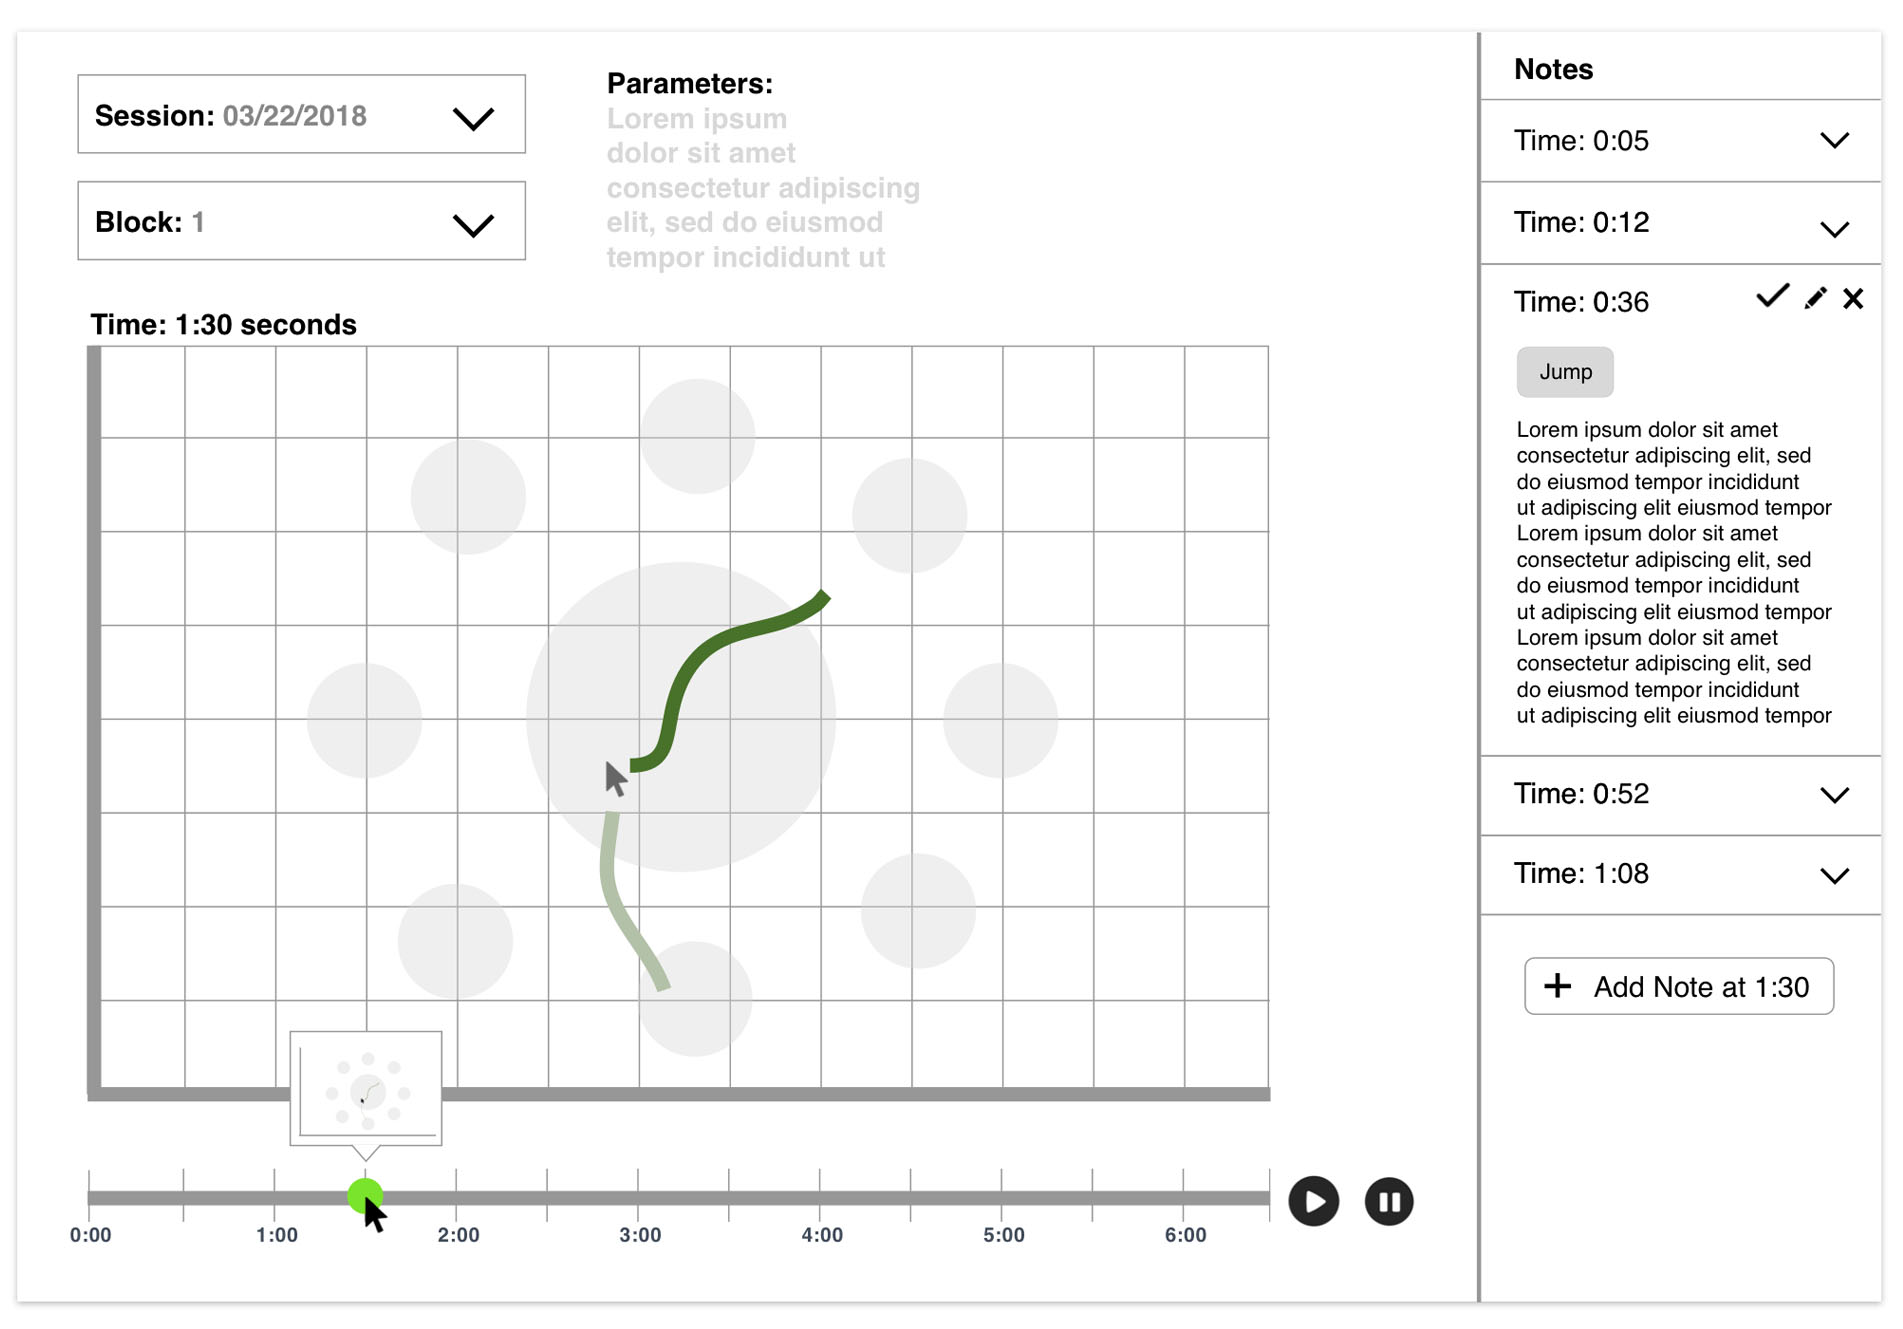 Session: 03/22/2018
Block: 1
Parameters:
Lorem ipsum
dolor sit amet
consectetur adipiscing
elit, sed do eiusmod
tempor incididunt ut
Time: 1:30 seconds
0:00 1:00 2:00 3:00 4:00 5:00 6:00
Notes
Time: 0:05
Time: 0:12
Time: 0:36
Jump
Lorem ipsum dolor sit amet
consectetur adipiscing elit, sed
do eiusmod tempor incididunt
ut adipiscing elit eiusmod tempor
Lorem ipsum dolor sit amet
consectetur adipiscing elit, sed
do eiusmod tempor incididunt
ut adipiscing elit eiusmod tempor
Lorem ipsum dolor sit amet
consectetur adipiscing elit, sed
do eiusmod tempor incididunt
ut adipiscing elit eiusmod tempor
Time: 0:52
Time: 1:08
+ Add Note at 1:30